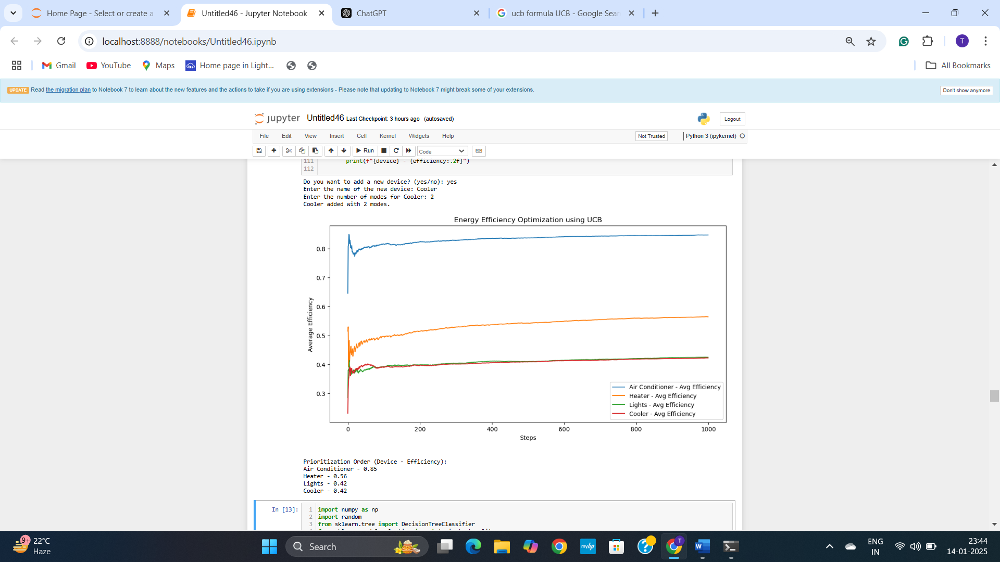 Home Page - Select or create a
Untitled46 - Jupyter Notebook
ChatGPT
ucb formula UCB - Google Sear
localhost:8888/notebooks/Untitled46.ipynb
T
Gmail
YouTube
Maps
Home page in Light...
All Bookmarks
UPDATE Read the migration plan to Notebook 7 to learn about the new features and the actions to take if you are using extensions - Please note that updating to Notebook 7 might break some of your extensions.
Don't show anymore
jupyter Untitled46 Last Checkpoint: 3 hours ago (autosaved)
Logout
File Edit View Insert Cell Kernel Widgets Help
Not Trusted
Python 3 (ipykernel)
Run
Code
111 print(f"{device} - {efficiency:.2f}")
112
Do you want to add a new device? (yes/no): yes
Enter the name of the new device: Cooler
Enter the number of modes for Cooler: 2
Cooler added with 2 modes.
Energy Efficiency Optimization using UCB
0.8
0.7
0.6
0.5
0.4
0.3
Average Efficiency
Air Conditioner - Avg Efficiency
Heater - Avg Efficiency
Lights - Avg Efficiency
Cooler - Avg Efficiency
0 200 400 600 800 1000
Steps
Prioritization Order (Device - Efficiency):
Air Conditioner - 0.85
Heater - 0.56
Lights - 0.42
Cooler - 0.42
In [13]:
1 import numpy as np
2 import random
3 from sklearn.tree import DecisionTreeClassifier
9+
22°C
Haze
Search
myhp
T
W
ENG
IN
23:44
14-01-2025